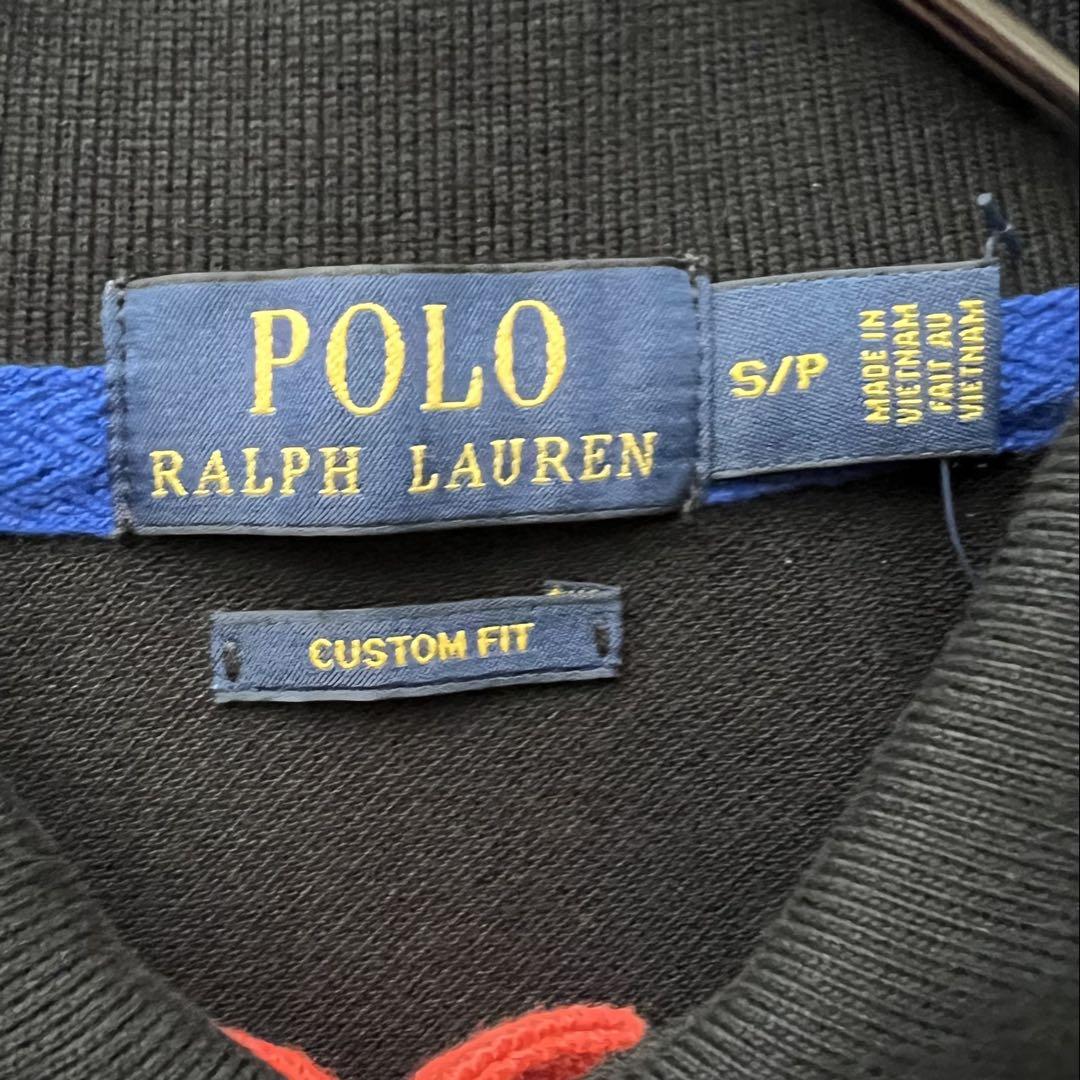 POLO
RALPH LAUREN
S/P
MADE IN
VIETNAM
FAIT AU
VIETNAM
CUSTOM FIT